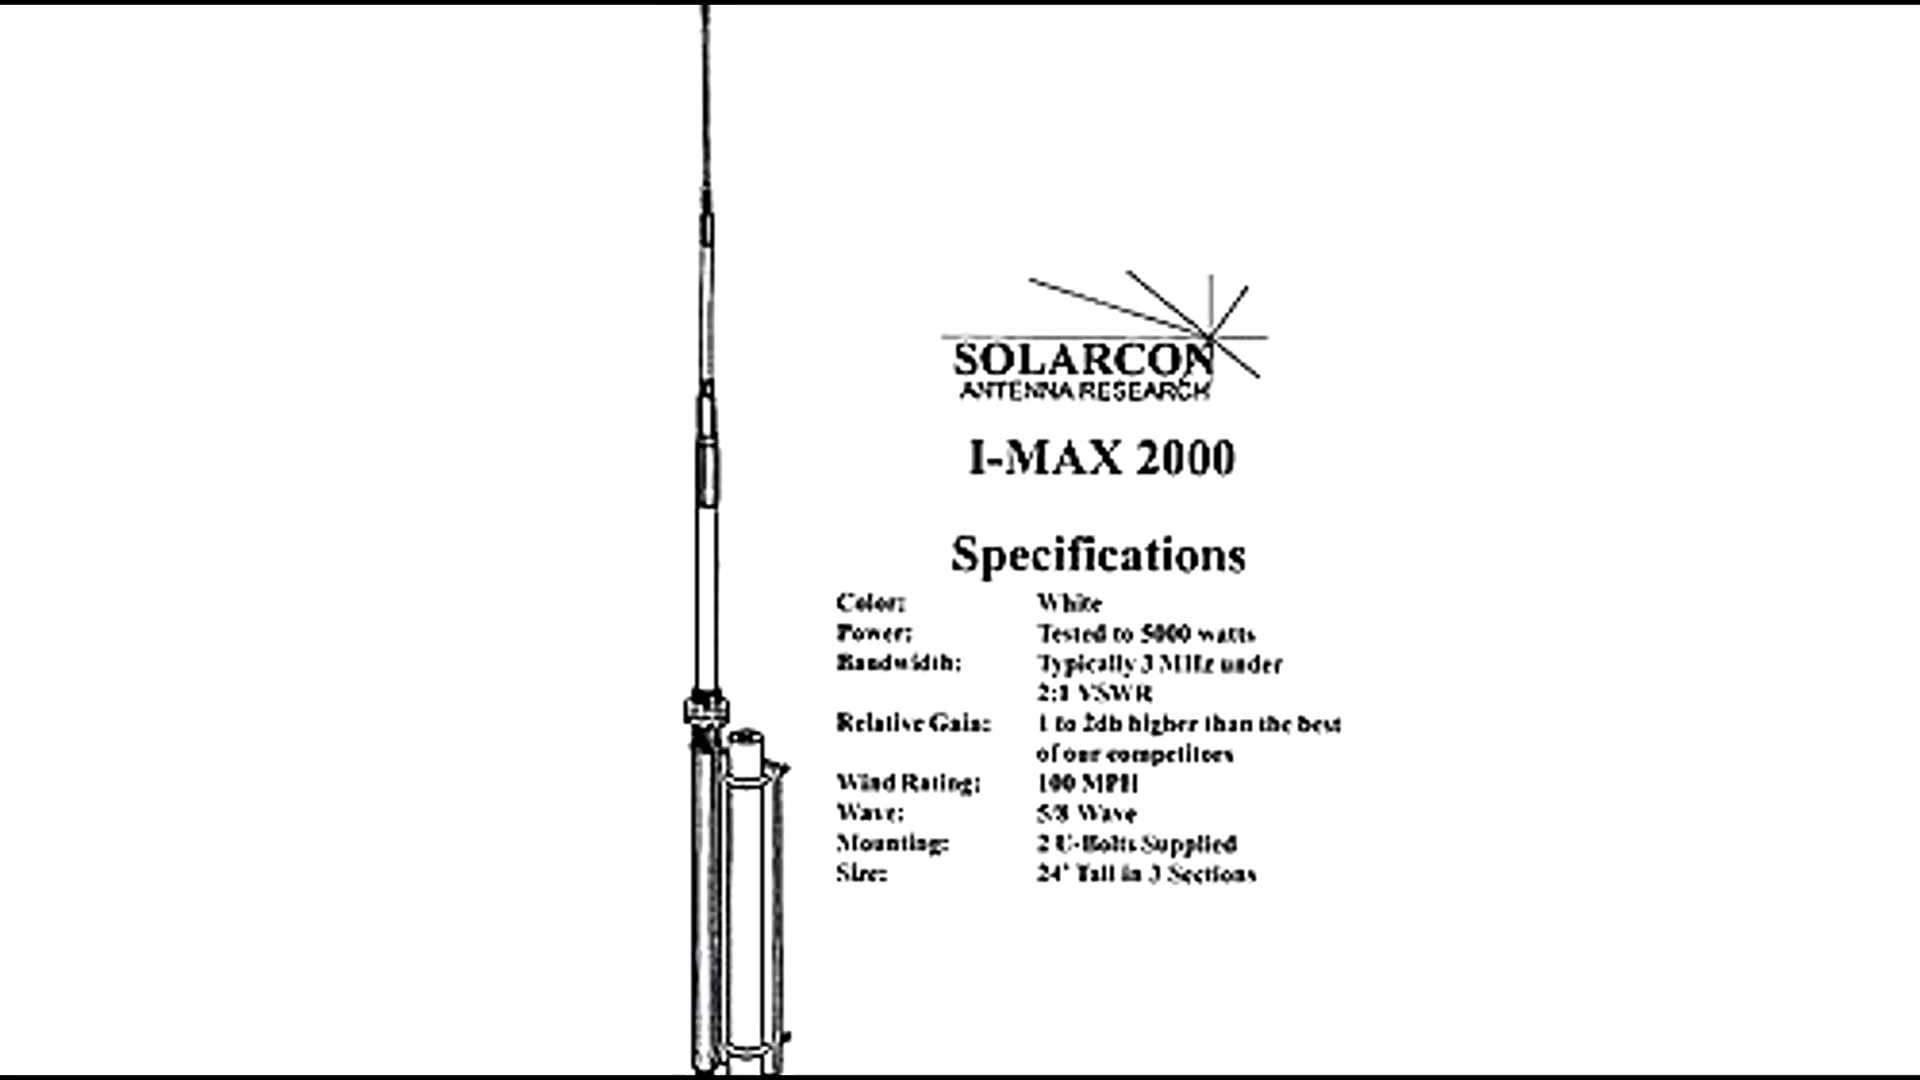 SOLARCON
ANTENNA RESEARCH
I-MAX 2000
Specifications
Color: White
Power: Tested to 5000 watts
Bandwidth: Typically 3 MHz under
2:1 VSWR
Relative Gain: 1 to 2db higher than the best
of our competitors
Wind Rating: 100 MPH
Wave: 5/8 Wave
Mounting: 2 U-Bolts Supplied
Size: 24' Tall in 3 Sections